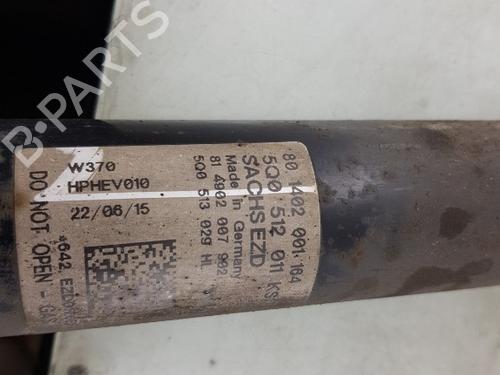 B-PARTS
W370
HPHEV010
22/06/15
80 1402 001.164
5Q0 512 011 KS
SACHS EZD
Made in Germany
81 4902 007 962
5Q0 513 029 HL
DO NOT OPEN - GAS